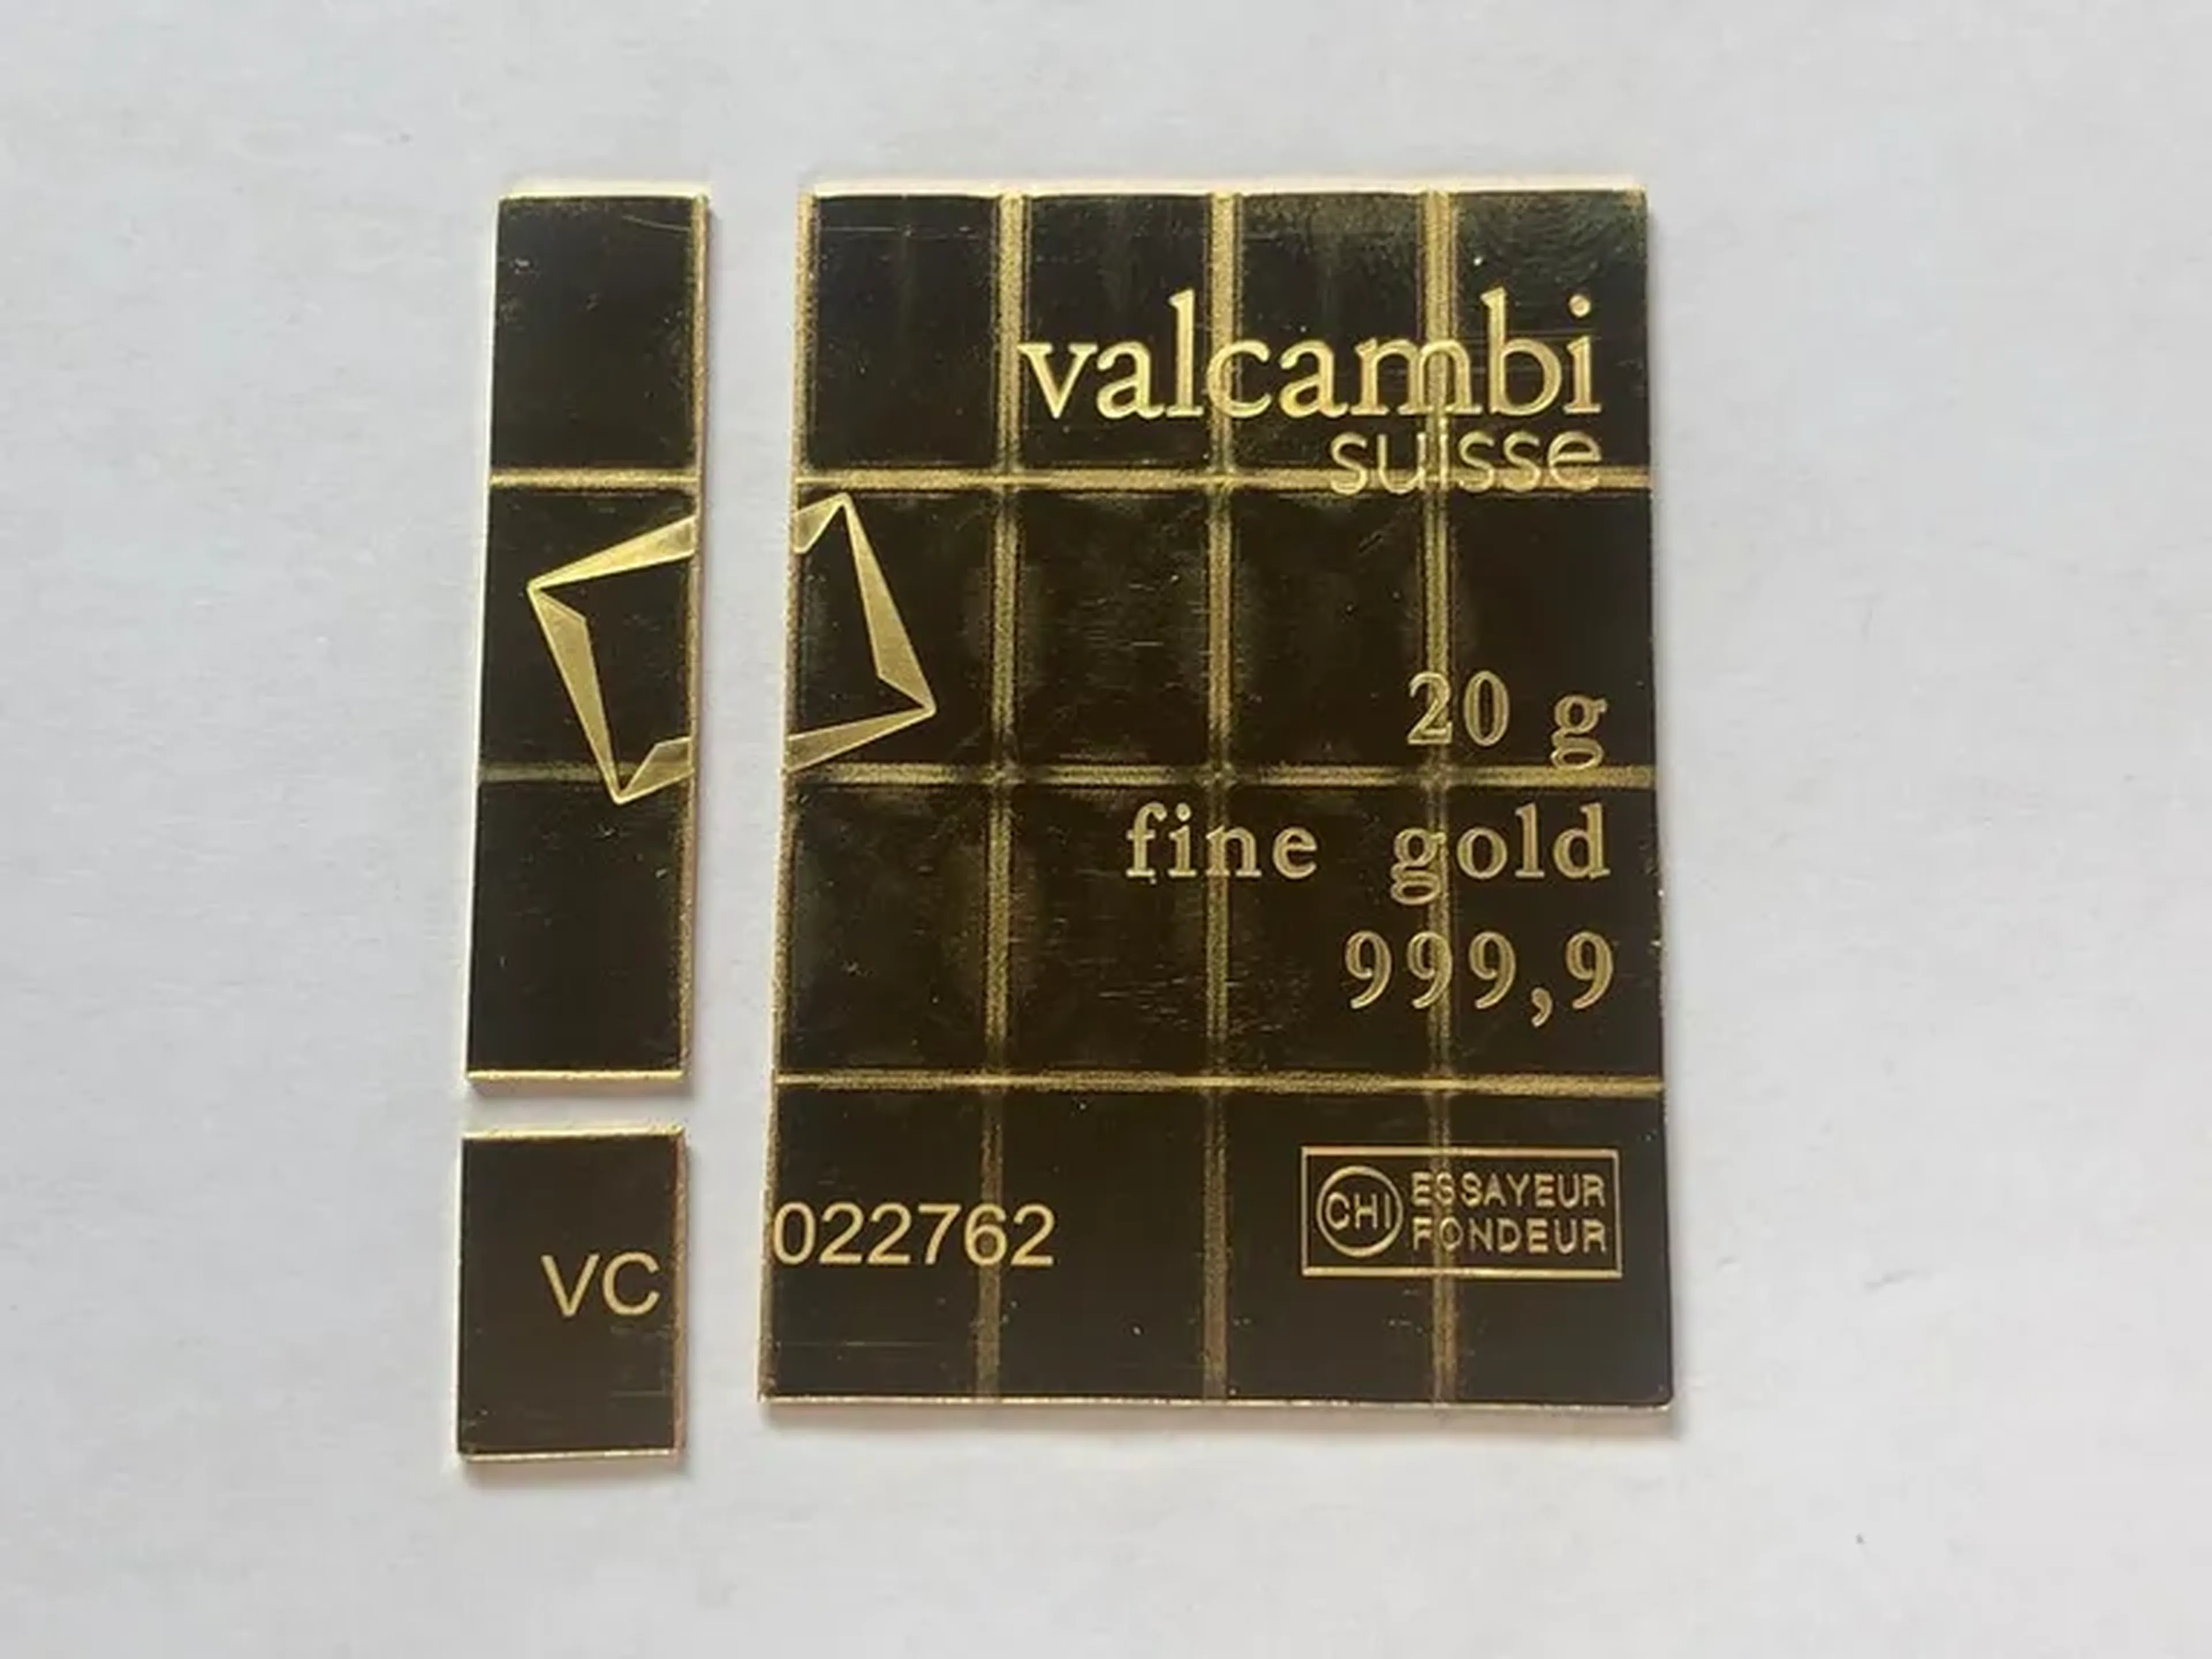 valcambi
suisse
20 g
fine gold
999,9
VC 022762
CHI ESSAYEUR
FONDEUR